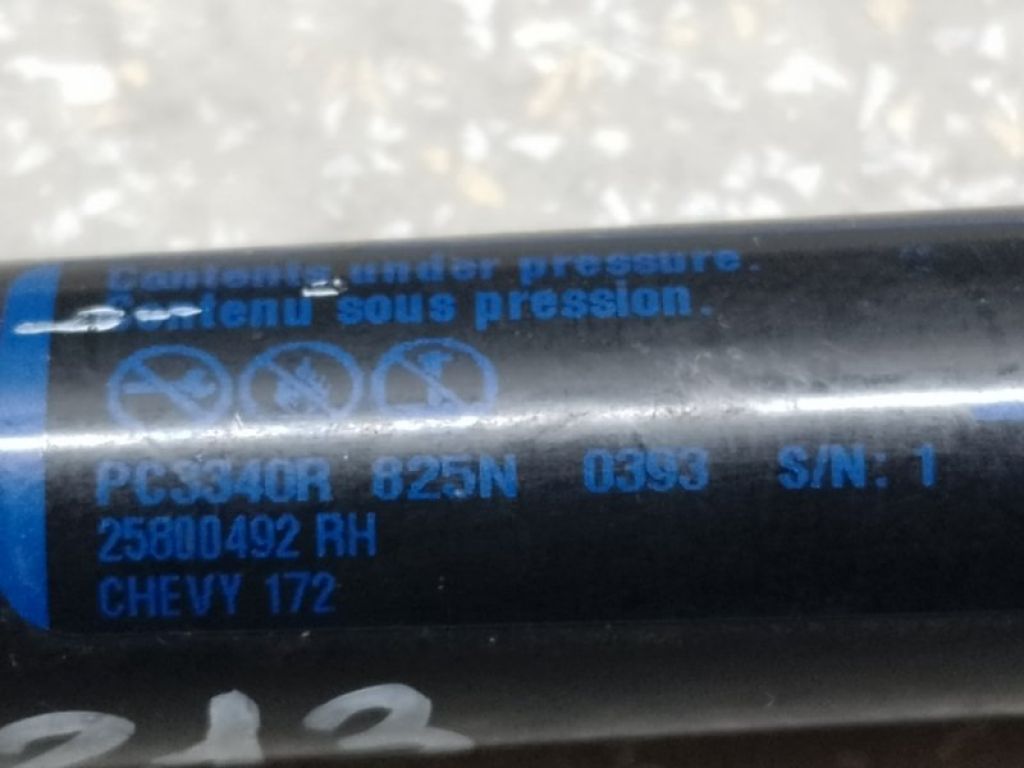 Contents under pressure.
Contenu sous pression.
PC3340R 825N 0393 S/N: 1
25800492 RH
CHEVY 172